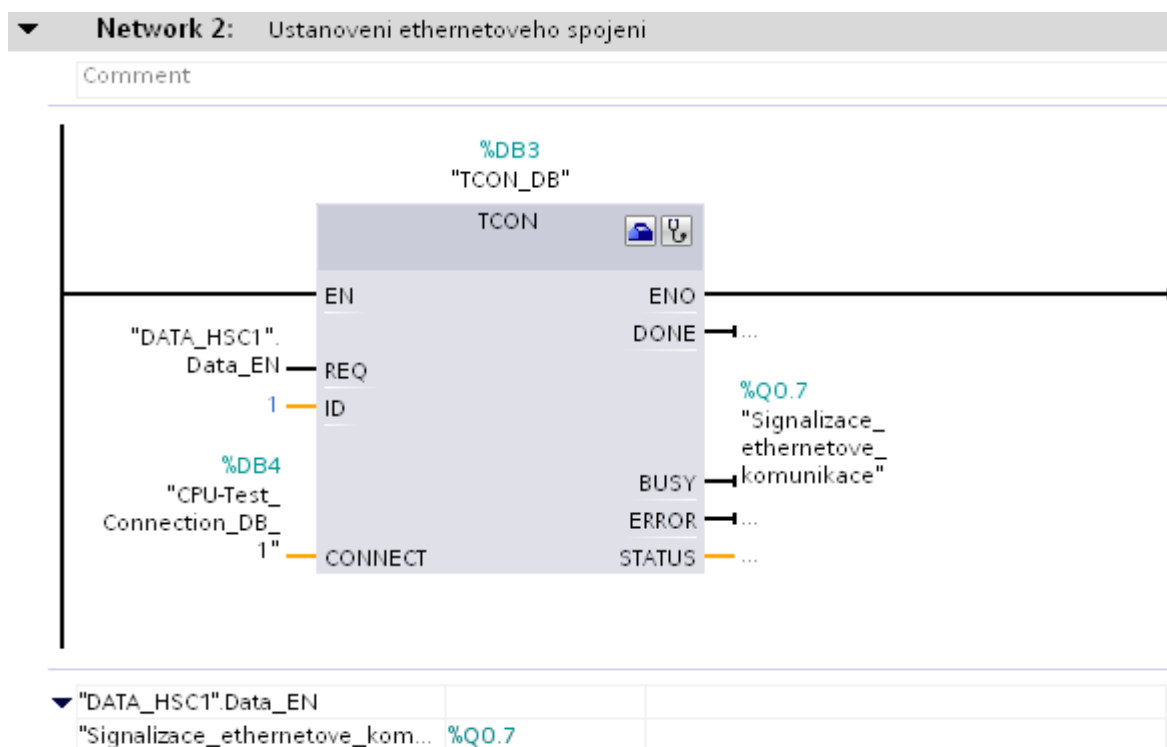 Network 2: Ustanoveni ethernetoveho spojeni
Comment
%DB3
"TCON_DB"
TCON
EN
ENO
"DATA_HSC1".
Data_EN
REQ
DONE
...
1
ID
%Q0.7
"Signalizace_
ethernetove_
komunikace"
%DB4
"CPU-Test_
Connection_DB_
1"
BUSY
ERROR
...
CONNECT
STATUS
...
"DATA_HSC1".Data_EN
"Signalizace_ethernetove_kom... %Q0.7